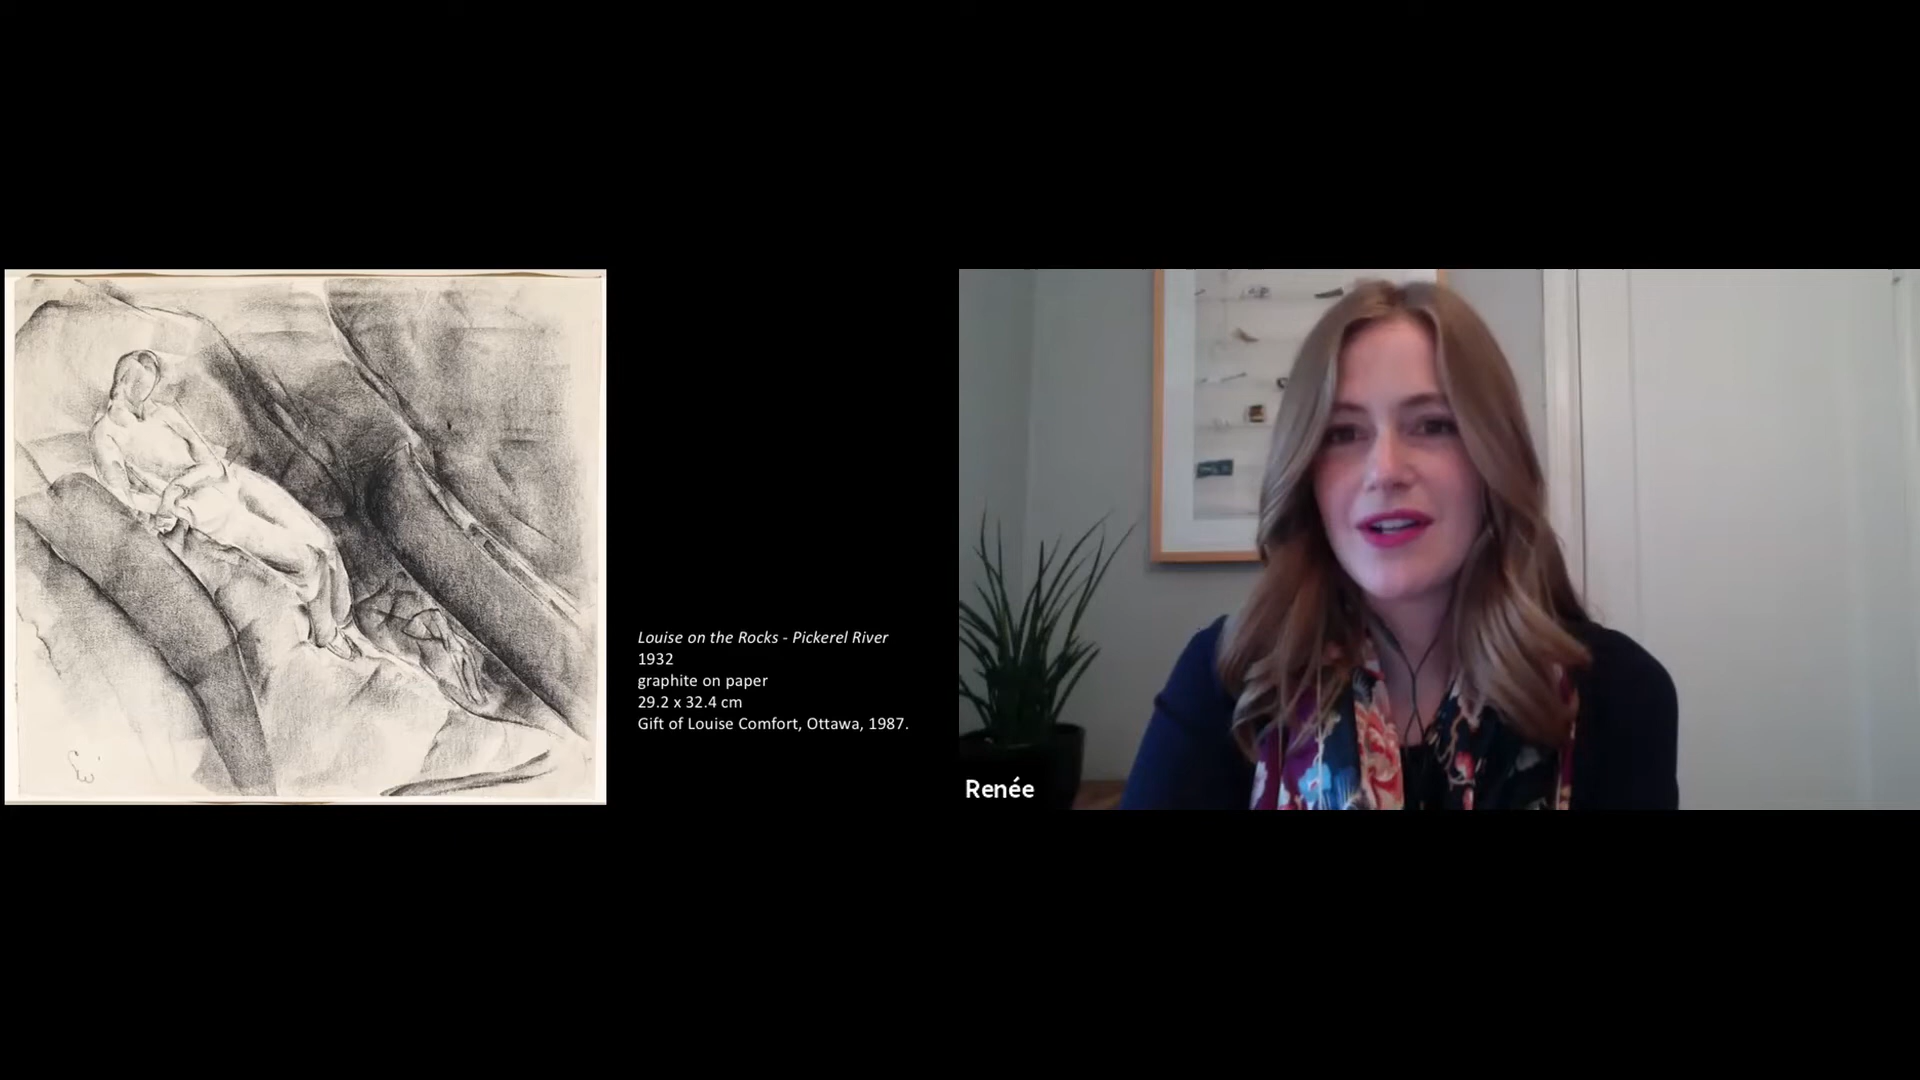 Louise on the Rocks - Pickerel River
1932
graphite on paper
29.2 x 32.4 cm
Gift of Louise Comfort, Ottawa, 1987.
Renée